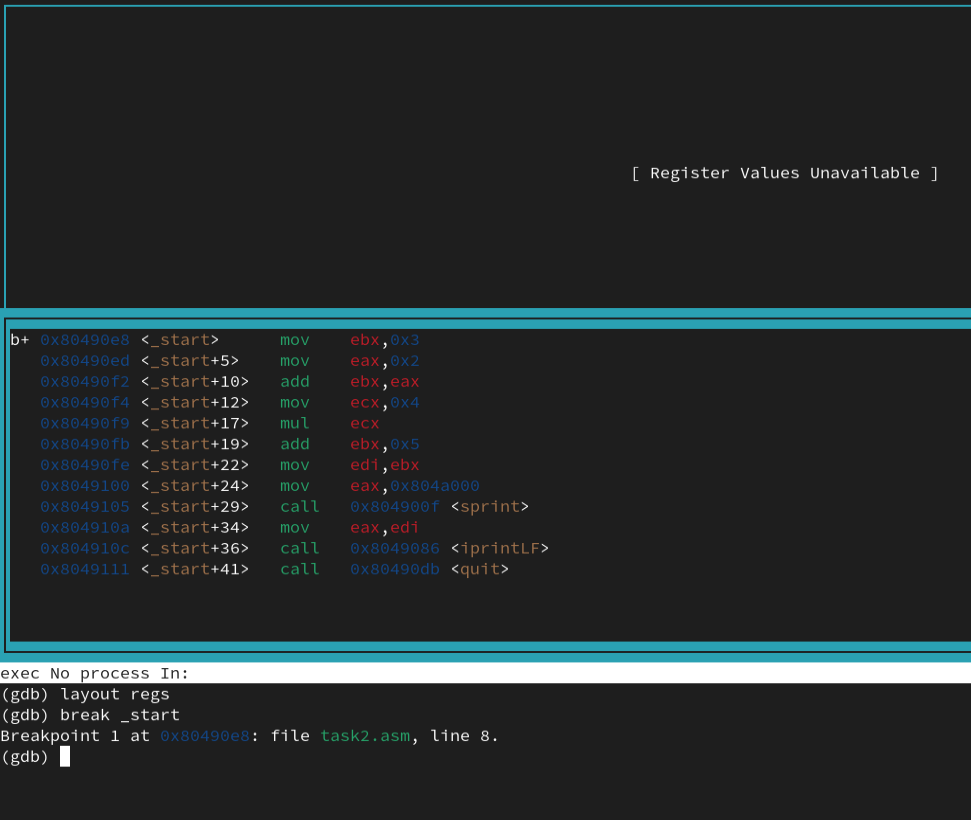 [ Register Values Unavailable ]
b+ 0x80490e8 <_start>      mov    ebx,0x3
   0x80490ed <_start+5>    mov    eax,0x2
   0x80490f2 <_start+10>   add    ebx,eax
   0x80490f4 <_start+12>   mov    ecx,0x4
   0x80490f9 <_start+17>   mul    ecx
   0x80490fb <_start+19>   add    ebx,0x5
   0x80490fe <_start+22>   mov    edi,ebx
   0x8049100 <_start+24>   mov    eax,0x804a000
   0x8049105 <_start+29>   call   0x804900f <sprint>
   0x804910a <_start+34>   mov    eax,edi
   0x804910c <_start+36>   call   0x8049086 <iprintLF>
   0x8049111 <_start+41>   call   0x80490db <quit>
exec No process In:
(gdb) layout regs
(gdb) break _start
Breakpoint 1 at 0x80490e8: file task2.asm, line 8.
(gdb)